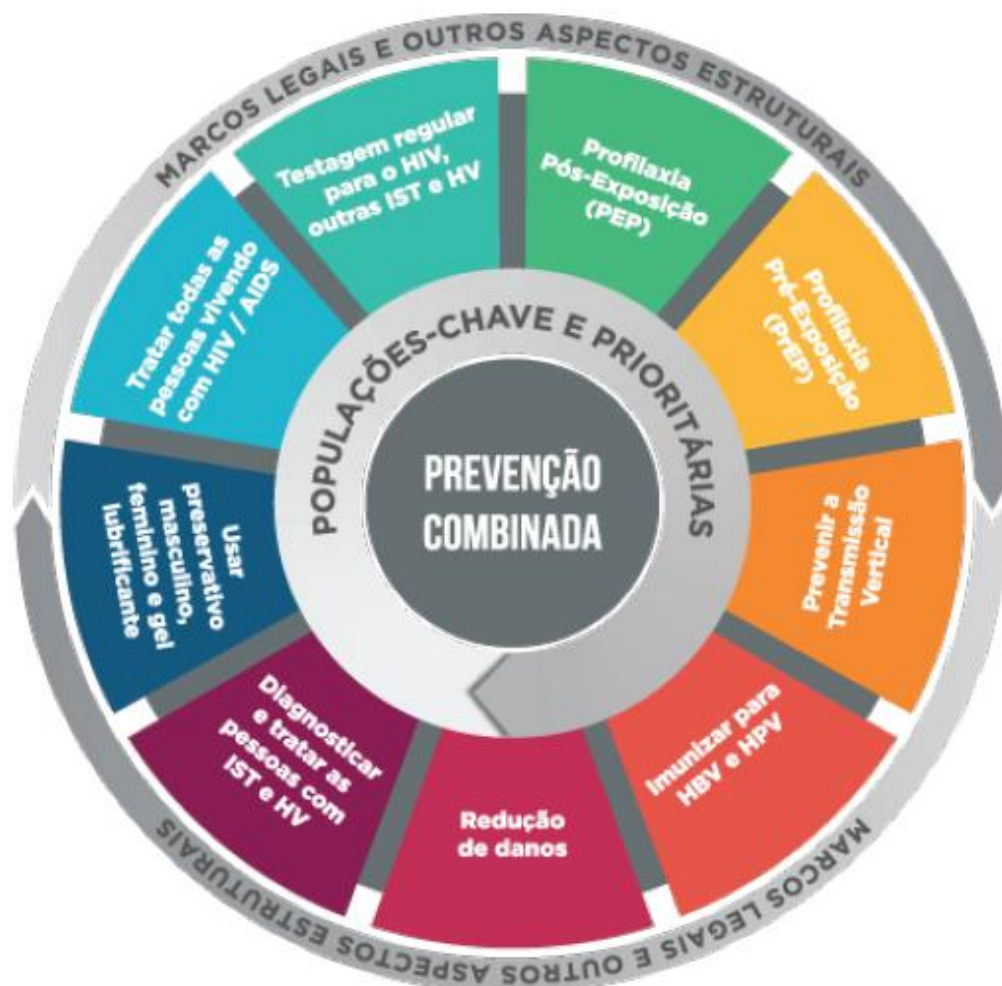 MARCOS LEGAIS E OUTROS ASPECTOS ESTRUTURAIS
Testagem regular
para o HIV,
outras IST e HV
Profilaxia
Pós-Exposição
(PEP)
Profilaxia
Pré-Exposição
(PrEP)
Prevenir a
Transmissão
Vertical
Imunizar para
HBV e HPV
Redução
de danos
Diagnosticar
e tratar as
pessoas com
IST e HV
Usar
preservativo
masculino,
feminino e gel
lubrificante
Tratar todas as
pessoas vivendo
com HIV / AIDS
POPULAÇÕES-CHAVE E PRIORITÁRIAS
PREVENÇÃO
COMBINADA
MARCOS LEGAIS E OUTROS ASPECTOS ESTRUTURAIS